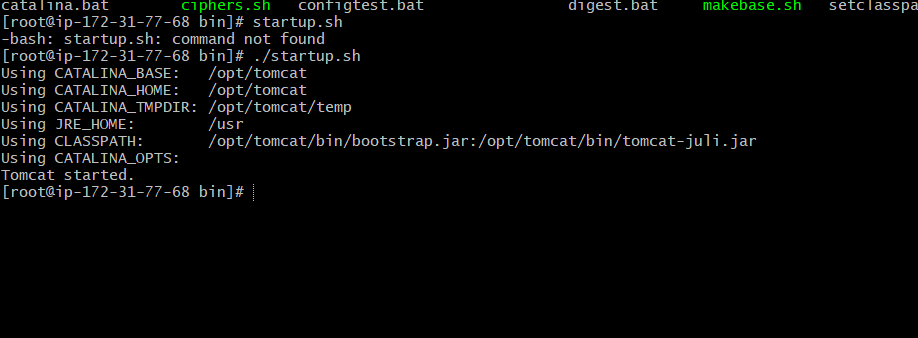 catalina.bat ciphers.sh configtest.bat digest.bat makebase.sh setclasspa
[root@ip-172-31-77-68 bin]# startup.sh
-bash: startup.sh: command not found
[root@ip-172-31-77-68 bin]# ./startup.sh
Using CATALINA_BASE: /opt/tomcat
Using CATALINA_HOME: /opt/tomcat
Using CATALINA_TMPDIR: /opt/tomcat/temp
Using JRE_HOME: /usr
Using CLASSPATH: /opt/tomcat/bin/bootstrap.jar:/opt/tomcat/bin/tomcat-juli.jar
Using CATALINA_OPTS:
Tomcat started.
[root@ip-172-31-77-68 bin]#